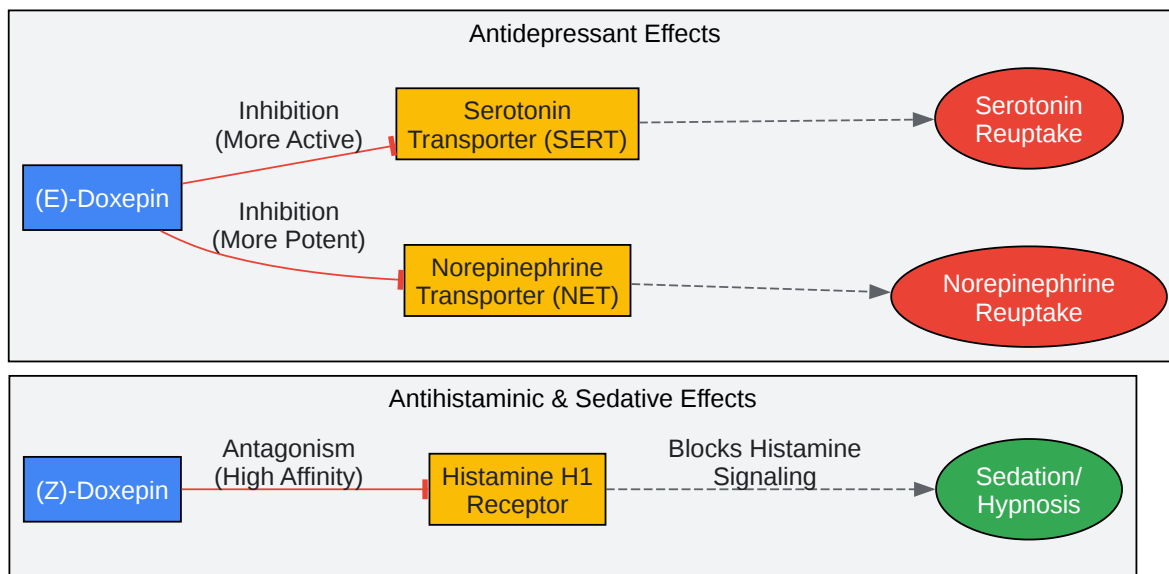 Antidepressant Effects
Inhibition
(More Active)
Serotonin
Transporter (SERT)
Serotonin
Reuptake
(E)-Doxepin
Inhibition
(More Potent)
Norepinephrine
Transporter (NET)
Norepinephrine
Reuptake
Antihistaminic & Sedative Effects
(Z)-Doxepin
Antagonism
(High Affinity)
Histamine H1
Receptor
Blocks Histamine
Signaling
Sedation/
Hypnosis